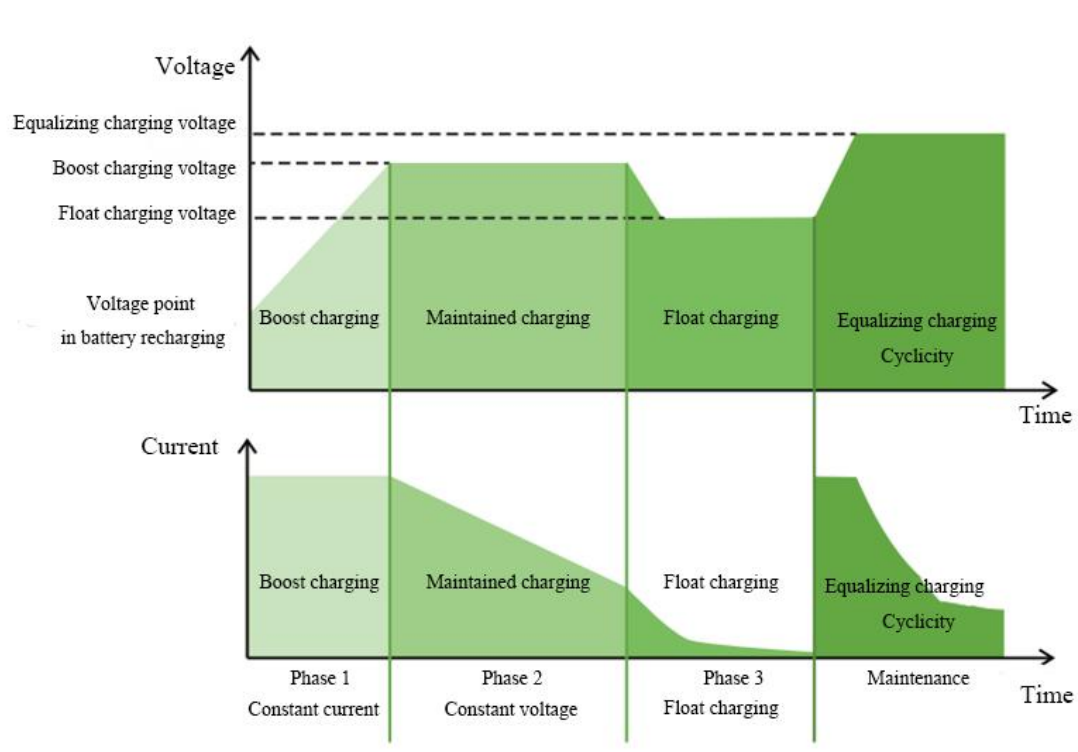 Voltage
Equalizing charging voltage
Boost charging voltage
Float charging voltage
Voltage point
in battery recharging
Boost charging
Maintained charging
Float charging
Equalizing charging
Cyclicity
Time
Current
Boost charging
Maintained charging
Float charging
Equalizing charging
Cyclicity
Phase 1
Constant current
Phase 2
Constant voltage
Phase 3
Float charging
Maintenance
Time